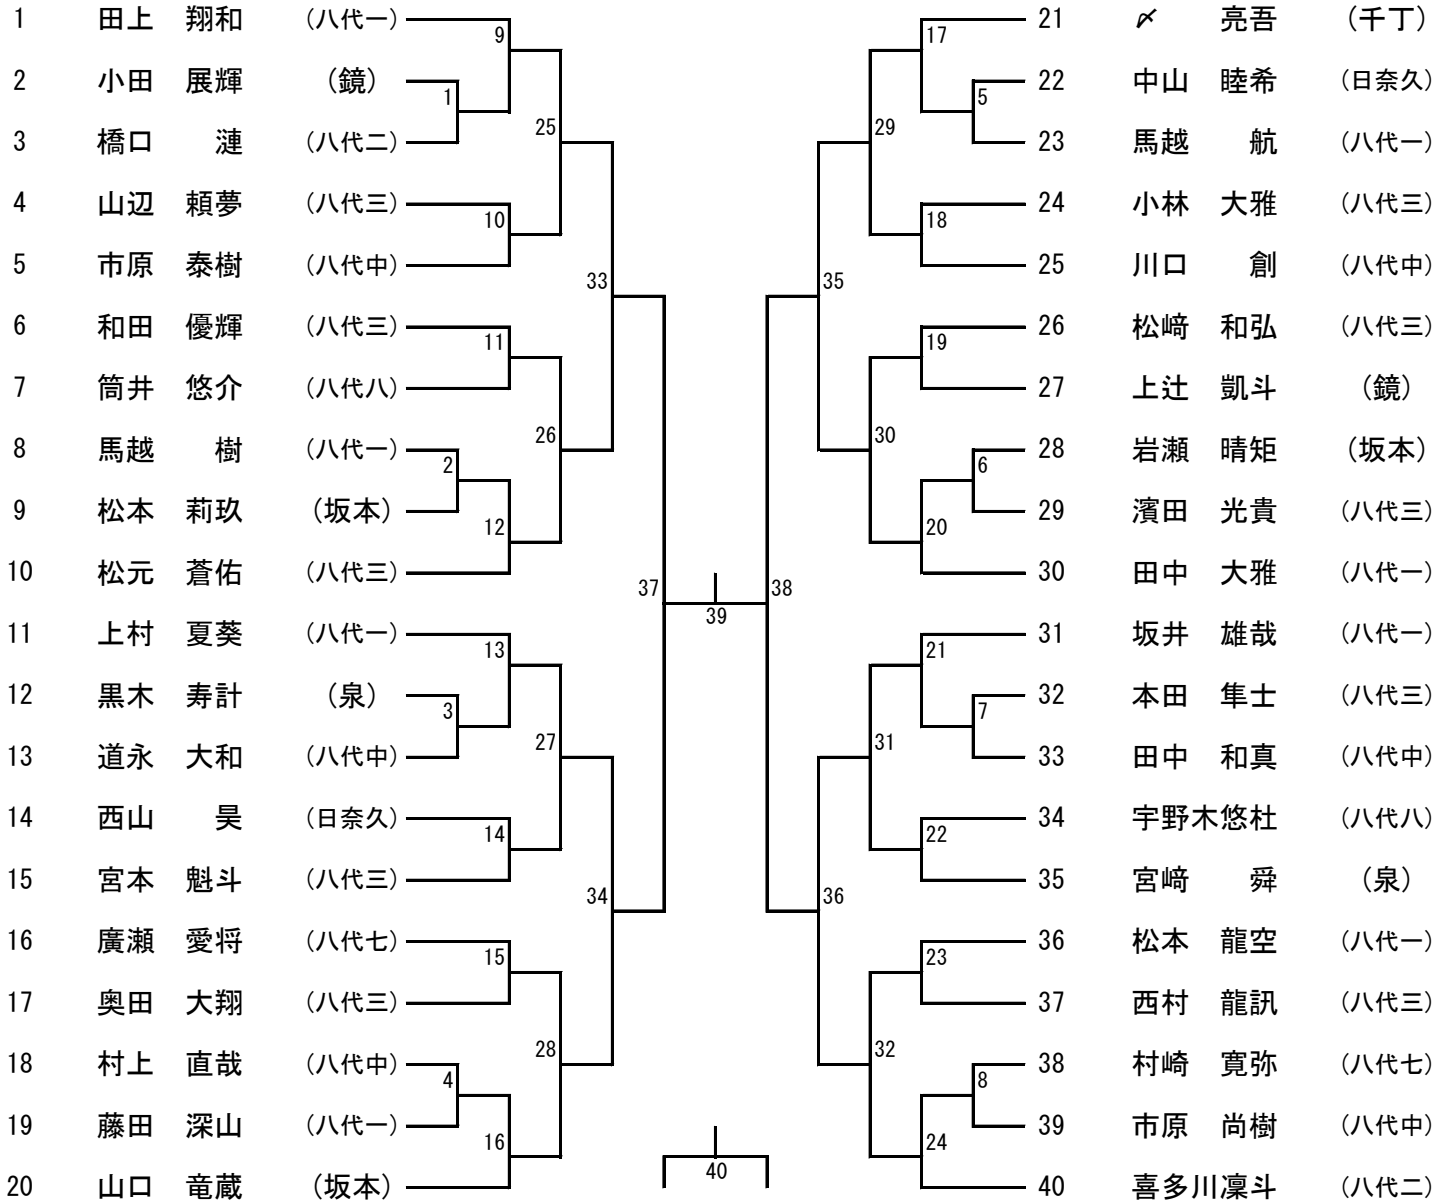 1 田上 翔和 (八代一)
2 小田 展輝 (鏡)
3 橋口 漣 (八代二)
4 山辺 頼夢 (八代三)
5 市原 泰樹 (八代中)
6 和田 優輝 (八代三)
7 筒井 悠介 (八代八)
8 馬越 樹 (八代一)
9 松本 莉玖 (坂本)
10 松元 蒼佑 (八代三)
11 上村 夏葵 (八代一)
12 黒木 寿計 (泉)
13 道永 大和 (八代中)
14 西山 昊 (日奈久)
15 宮本 魁斗 (八代三)
16 廣瀬 愛将 (八代七)
17 奥田 大翔 (八代三)
18 村上 直哉 (八代中)
19 藤田 深山 (八代一)
20 山口 竜蔵 (坂本)
9
1
25
10
33
11
26
2
12
37
13
3
27
14
34
15
28
4
16
39
40
17
5
29
18
35
19
30
6
20
38
21
7
31
22
36
23
32
8
24
21 〆 亮吾 (千丁)
22 中山 睦希 (日奈久)
23 馬越 航 (八代一)
24 小林 大雅 (八代三)
25 川口 創 (八代中)
26 松﨑 和弘 (八代三)
27 上辻 凱斗 (鏡)
28 岩瀬 晴矩 (坂本)
29 濱田 光貴 (八代三)
30 田中 大雅 (八代一)
31 坂井 雄哉 (八代一)
32 本田 隼士 (八代三)
33 田中 和真 (八代中)
34 宇野木悠杜 (八代八)
35 宮﨑 舜 (泉)
36 松本 龍空 (八代一)
37 西村 龍訊 (八代三)
38 村崎 寛弥 (八代七)
39 市原 尚樹 (八代中)
40 喜多川凜斗 (八代二)